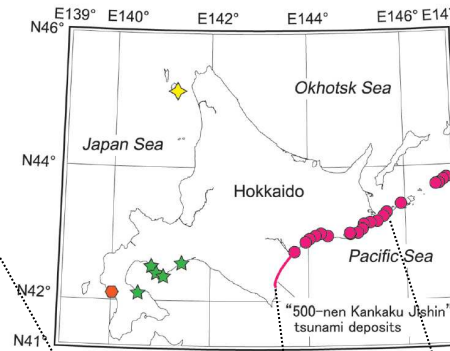 E139° E140° E142° E144° E146° E147°
N46°
Okhotsk Sea
Japan Sea
N44°
Hokkaido
Pacific Sea
N42°
"500-nen Kankaku Jishin"
tsunami deposits
N41°